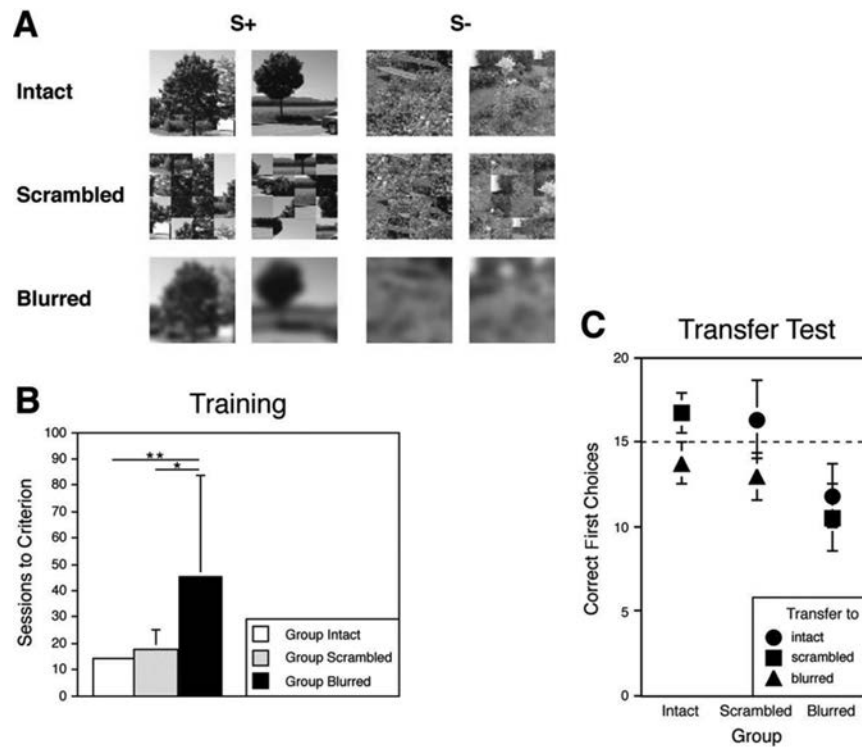 A
S+
S-
Intact
Scrambled
Blurred
B
Training
Sessions to Criterion
100
90
80
70
60
50
40
30
20
10
0
★★
★
Group Intact
Group Scrambled
Group Blurred
C
Transfer Test
Correct First Choices
20
15
10
5
0
Transfer to
intact
scrambled
blurred
Intact Scrambled Blurred
Group